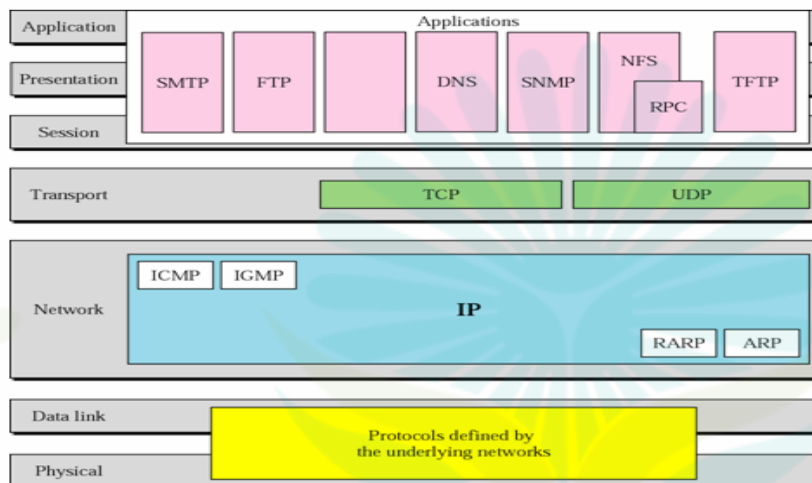 Applications
Application
Presentation
Session
SMTP
FTP
DNS
SNMP
NFS
RPC
TFTP
Transport
TCP
UDP
Network
ICMP
IGMP
IP
RARP
ARP
Data link
Physical
Protocols defined by
the underlying networks